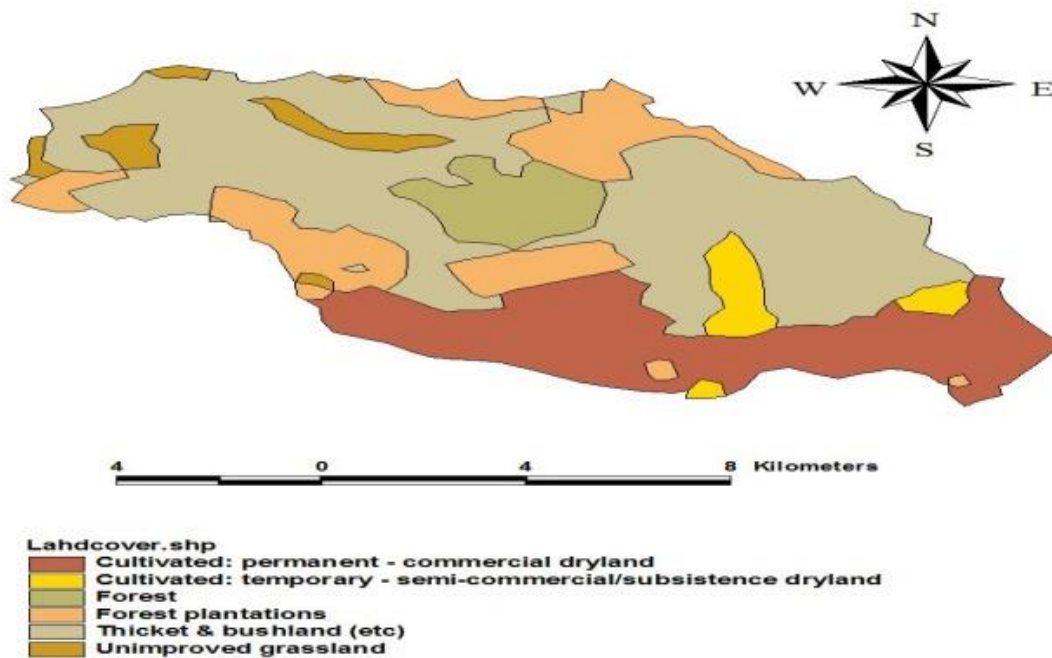 N
W E
S
4 0 4 8 Kilometers
Lahdcover.shp
Cultivated: permanent - commercial dryland
Cultivated: temporary - semi-commercial/subsistence dryland
Forest
Forest plantations
Thicket & bushland (etc)
Unimproved grassland